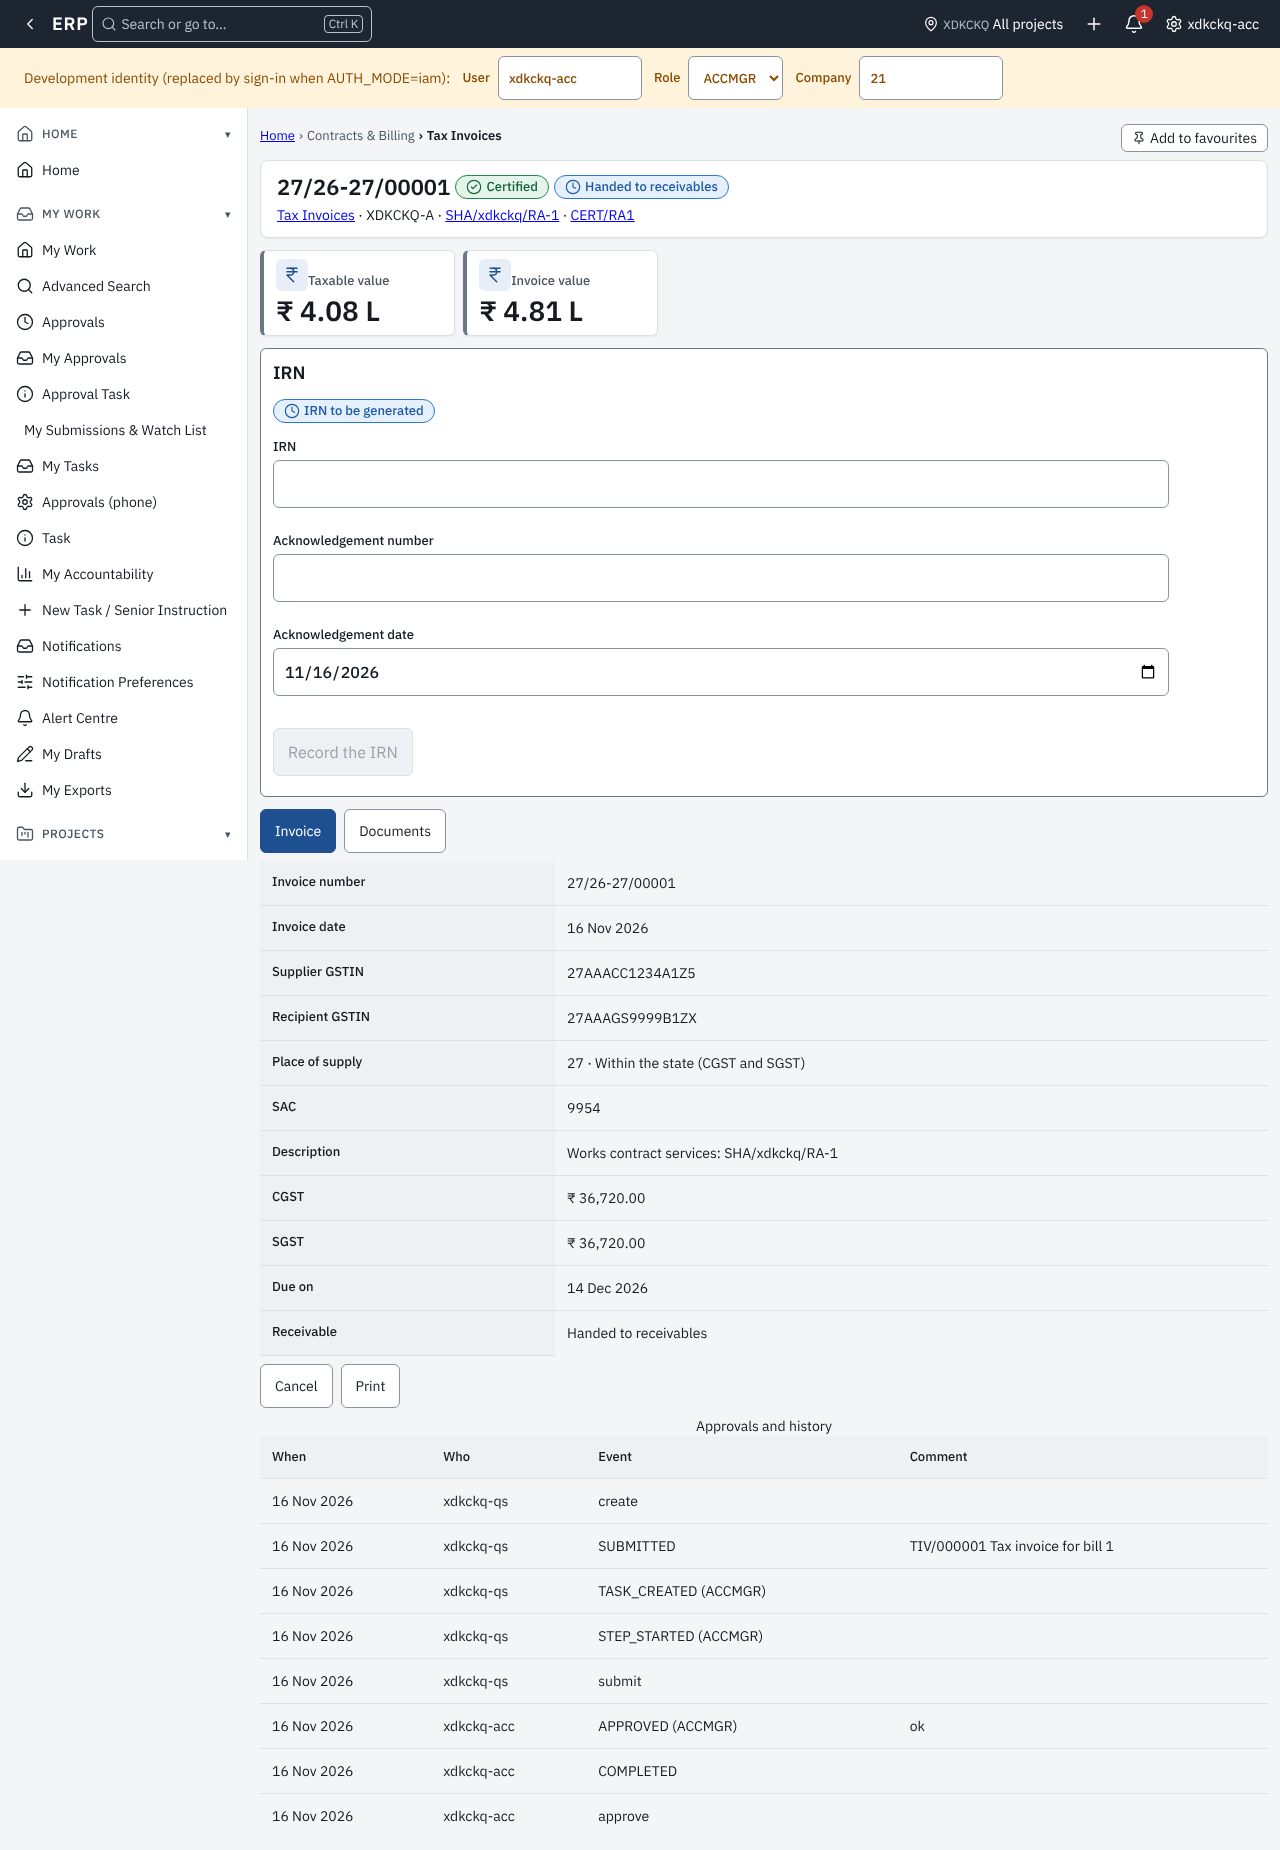 ERP
Search or go to...
Ctrl K
XDKCKQ All projects
1
xdkckq-acc
Development identity (replaced by sign-in when AUTH_MODE=iam): User xdkckq-acc Role ACCMGR Company 21
HOME
Home
MY WORK
My Work
Advanced Search
Approvals
My Approvals
Approval Task
My Submissions & Watch List
My Tasks
Approvals (phone)
Task
My Accountability
New Task / Senior Instruction
Notifications
Notification Preferences
Alert Centre
My Drafts
My Exports
PROJECTS
Home › Contracts & Billing › Tax Invoices
Add to favourites
27/26-27/00001 Certified Handed to receivables
Tax Invoices · XDKCKQ-A · SHA/xdkckq/RA-1 · CERT/RA1
₹ Taxable value
₹ 4.08 L
₹ Invoice value
₹ 4.81 L
IRN
IRN to be generated
IRN
Acknowledgement number
Acknowledgement date
11/16/2026
Record the IRN
Invoice Documents
Invoice number 27/26-27/00001
Invoice date 16 Nov 2026
Supplier GSTIN 27AAACC1234A1Z5
Recipient GSTIN 27AAAGS9999B1ZX
Place of supply 27 · Within the state (CGST and SGST)
SAC 9954
Description Works contract services: SHA/xdkckq/RA-1
CGST ₹ 36,720.00
SGST ₹ 36,720.00
Due on 14 Dec 2026
Receivable Handed to receivables
Cancel Print
Approvals and history
When Who Event Comment
16 Nov 2026 xdkckq-qs create
16 Nov 2026 xdkckq-qs SUBMITTED TIV/000001 Tax invoice for bill 1
16 Nov 2026 xdkckq-qs TASK_CREATED (ACCMGR)
16 Nov 2026 xdkckq-qs STEP_STARTED (ACCMGR)
16 Nov 2026 xdkckq-qs submit
16 Nov 2026 xdkckq-acc APPROVED (ACCMGR) ok
16 Nov 2026 xdkckq-acc COMPLETED
16 Nov 2026 xdkckq-acc approve